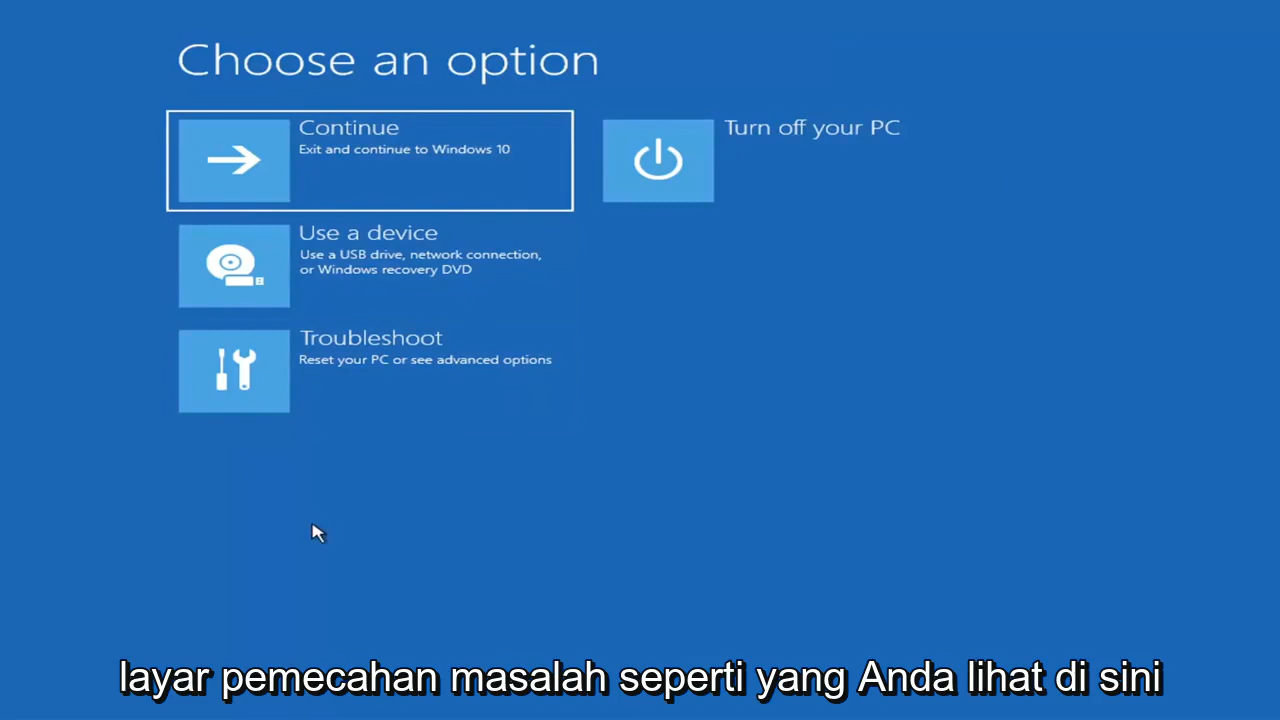 Choose an option
Continue
Exit and continue to Windows 10
Turn off your PC
Use a device
Use a USB drive, network connection,
or Windows recovery DVD
Troubleshoot
Reset your PC or see advanced options
layar pemecahan masalah seperti yang Anda lihat di sini